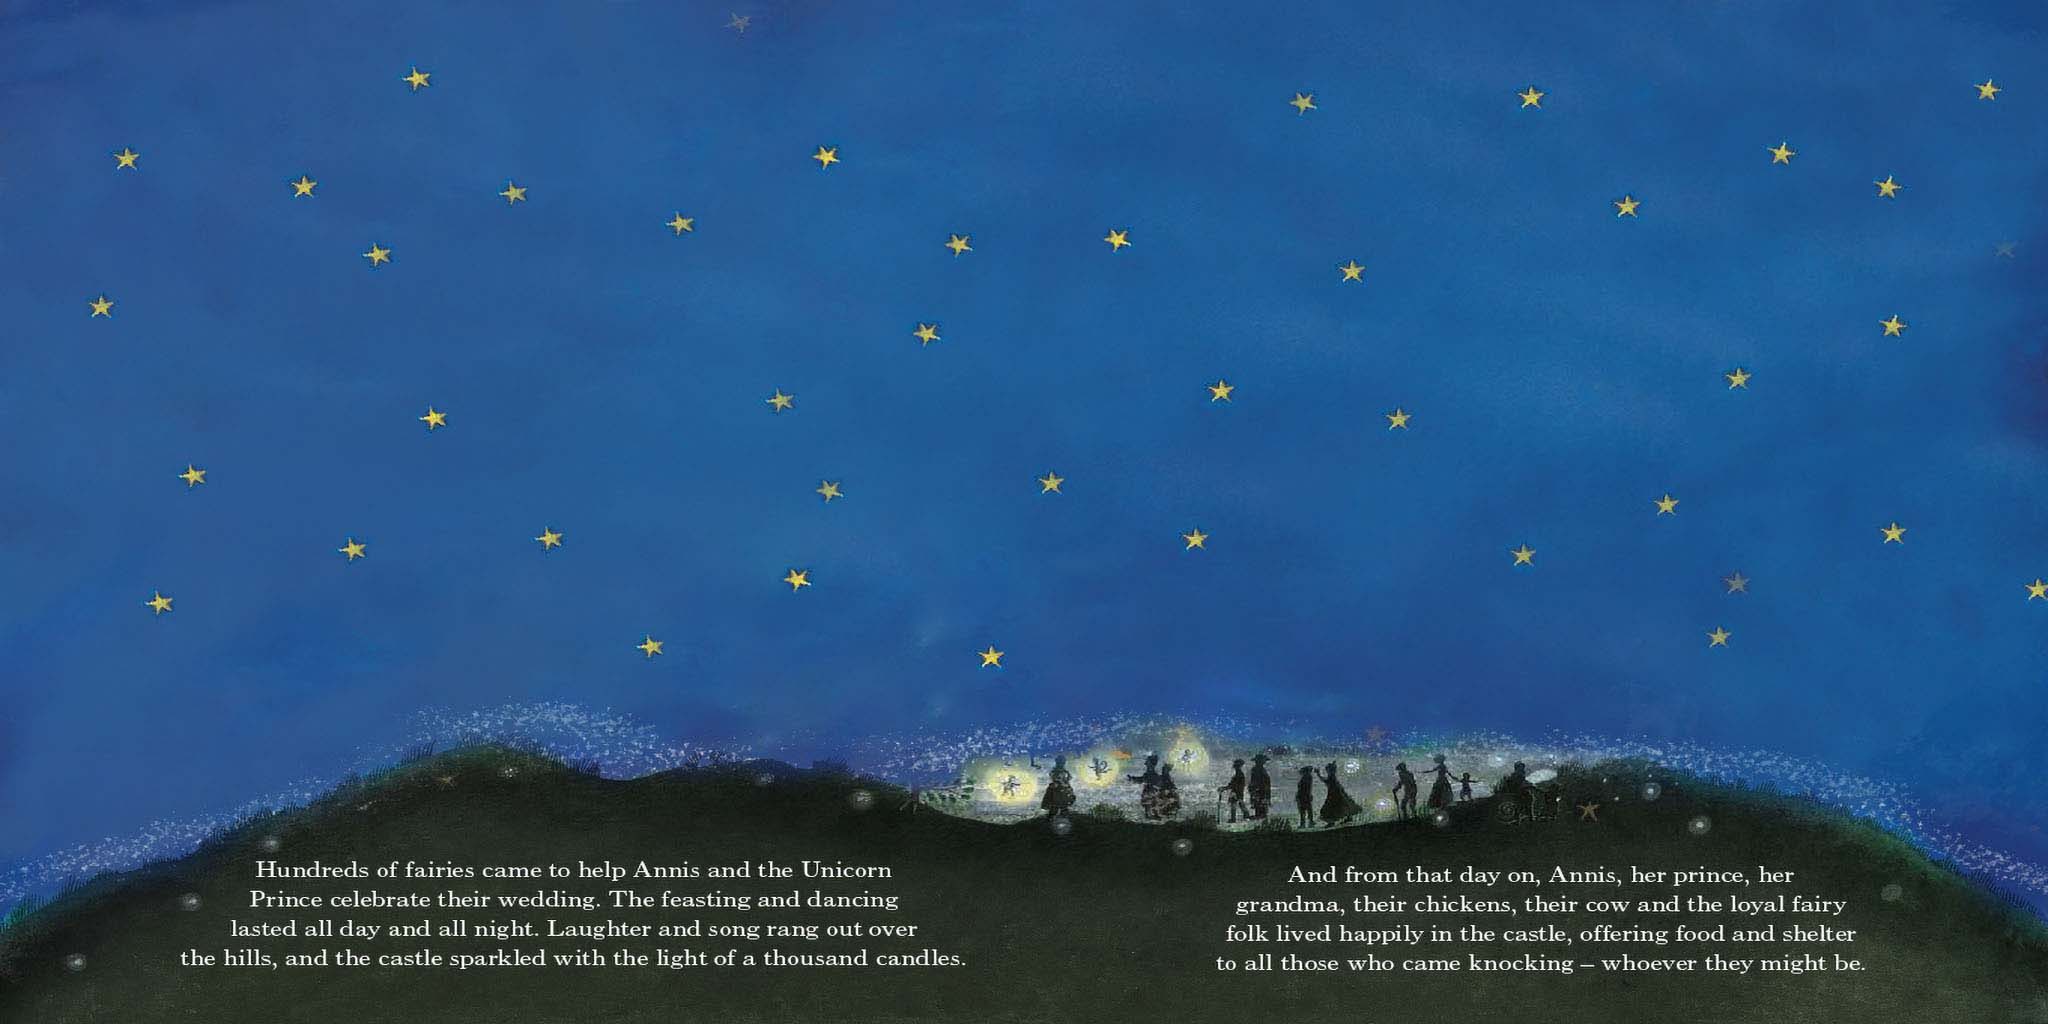 Hundreds of fairies came to help Annis and the Unicorn
Prince celebrate their wedding. The feasting and dancing
lasted all day and all night. Laughter and song rang out over
the hills, and the castle sparkled with the light of a thousand candles.
And from that day on, Annis, her prince, her
grandma, their chickens, their cow and the loyal fairy
folk lived happily in the castle, offering food and shelter
to all those who came knocking – whoever they might be.